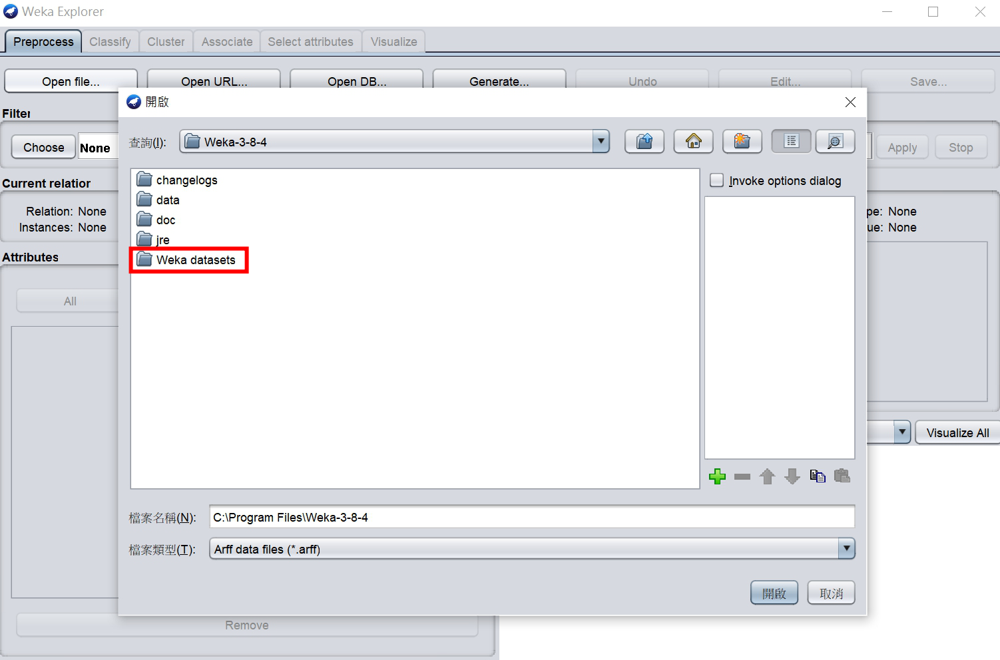 Weka Explorer
Preprocess Classify Cluster Associate Select attributes Visualize
Open file... Open URL... Open DB... Generate... Undo Edit... Save...
開啟
Filter
Choose None
Apply Stop
查詢(I): Weka-3-8-4
changelogs
data
doc
jre
Weka datasets
Invoke options dialog
Current relation
Relation: None
Instances: None
pe: None
ue: None
Attributes
All
Visualize All
檔案名稱(N): C:\Program Files\Weka-3-8-4
檔案類型(T): Arff data files (*.arff)
開啟 取消
Remove